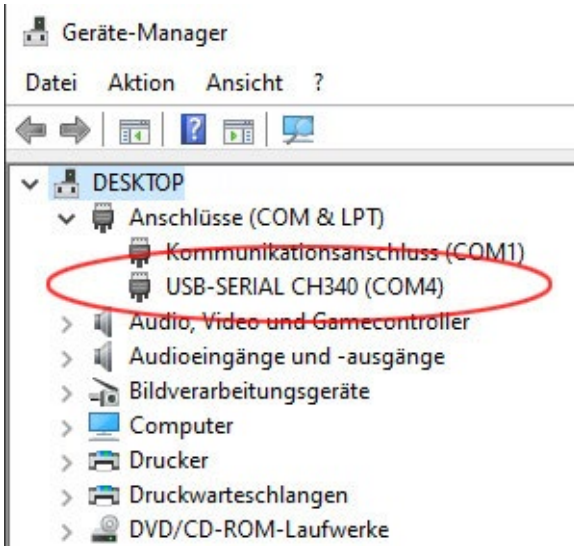 Geräte-Manager
Datei Aktion Ansicht ?
DESKTOP
Anschlüsse (COM & LPT)
Kommunikationsanschluss (COM1)
USB-SERIAL CH340 (COM4)
Audio, Video und Gamecontroller
Audioeingänge und -ausgänge
Bildverarbeitungsgeräte
Computer
Drucker
Druckwarteschlangen
DVD/CD-ROM-Laufwerke